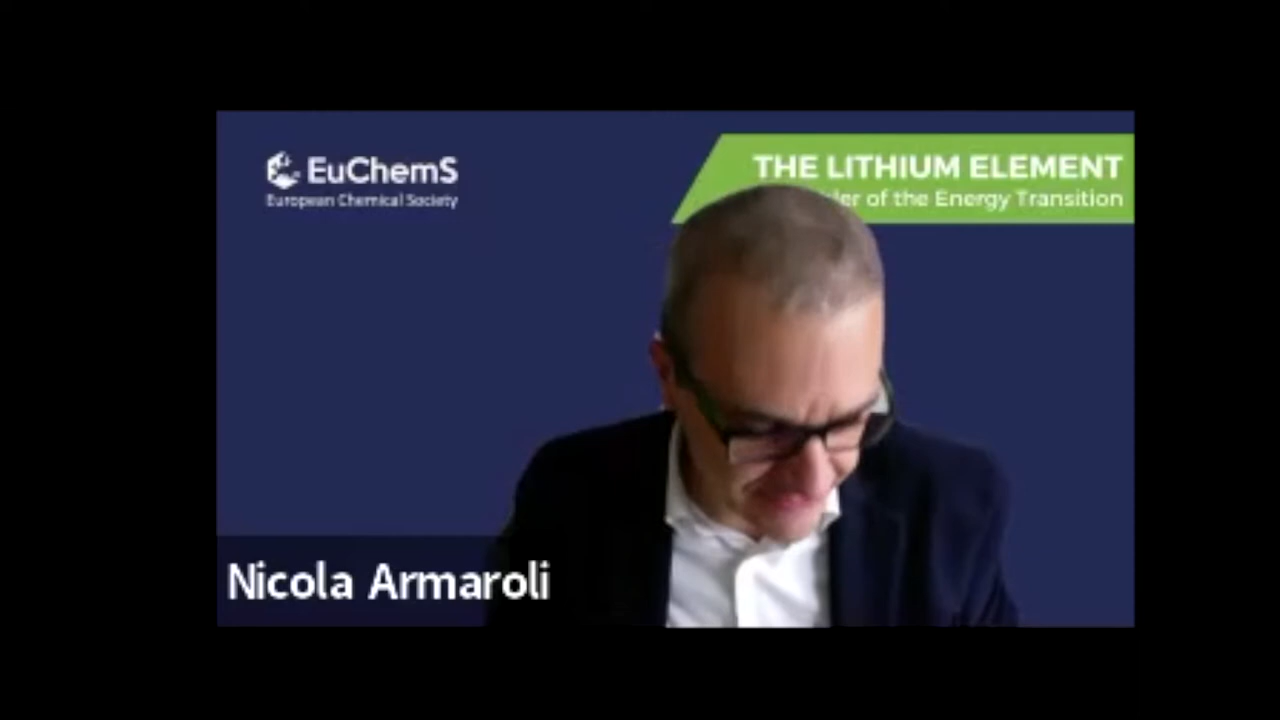 EuChemS
European Chemical Society
THE LITHIUM ELEMENT
of the Energy Transition
Nicola Armaroli